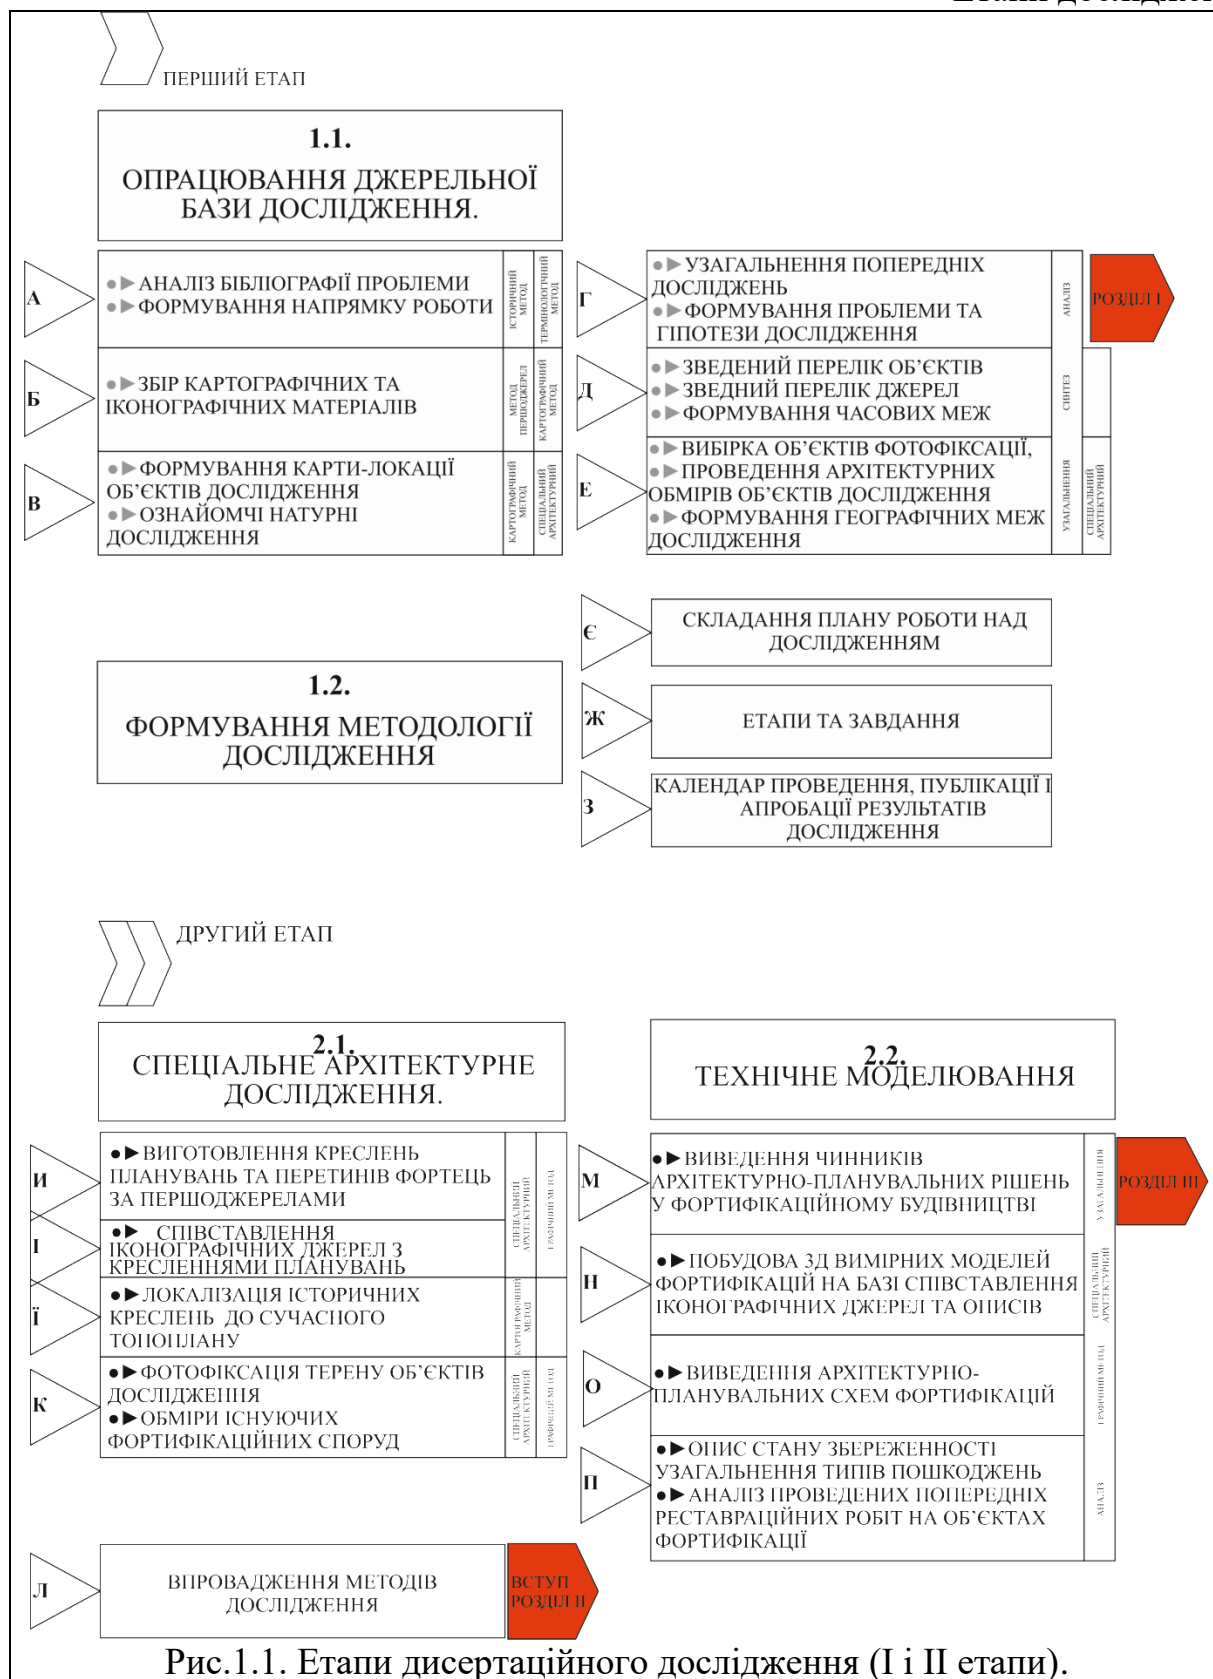 ПЕРШИЙ ЕТАП
1.1.
ОПРАЦЮВАННЯ ДЖЕРЕЛЬНОЇ
БАЗИ ДОСЛІДЖЕННЯ.
А
●►АНАЛІЗ БІБЛІОГРАФІЇ ПРОБЛЕМИ
●►ФОРМУВАННЯ НАПРЯМКУ РОБОТИ
ІСТОРИЧНИЙ
МЕТОД
ТЕРМІНОЛОГІЧНИЙ
МЕТОД
Б
●►ЗБІР КАРТОГРАФІЧНИХ ТА
ІКОНОГРАФІЧНИХ МАТЕРІАЛІВ
МЕТОД
ПЕРШОДЖЕРЕЛ
КАРТОГРАФІЧНИЙ
МЕТОД
В
●►ФОРМУВАННЯ КАРТИ-ЛОКАЦІЇ
ОБ’ЄКТІВ ДОСЛІДЖЕННЯ
●►ОЗНАЙОМЧІ НАТУРНІ
ДОСЛІДЖЕННЯ
КАРТОГРАФІЧНИЙ
МЕТОД
СПЕЦІАЛЬНИЙ
АРХІТЕКТУРНИЙ
Г
●►УЗАГАЛЬНЕННЯ ПОПЕРЕДНІХ
ДОСЛІДЖЕНЬ
●►ФОРМУВАННЯ ПРОБЛЕМИ ТА
ГІПОТЕЗИ ДОСЛІДЖЕННЯ
АНАЛІЗ
РОЗДІЛ І
Д
●►ЗВЕДЕНИЙ ПЕРЕЛІК ОБ’ЄКТІВ
●►ЗВЕДНИЙ ПЕРЕЛІК ДЖЕРЕЛ
●►ФОРМУВАННЯ ЧАСОВИХ МЕЖ
СИНТЕЗ
Е
●►ВИБІРКА ОБ’ЄКТІВ ФОТОФІКСАЦІЇ,
●►ПРОВЕДЕННЯ АРХІТЕКТУРНИХ
ОБМІРІВ ОБ’ЄКТІВ ДОСЛІДЖЕННЯ
●►ФОРМУВАННЯ ГЕОГРАФІЧНИХ МЕЖ
ДОСЛІДЖЕННЯ
УЗАГАЛЬНЕННЯ
СПЕЦІАЛЬНИЙ
АРХІТЕКТУРНИЙ
1.2.
ФОРМУВАННЯ МЕТОДОЛОГІЇ
ДОСЛІДЖЕННЯ
Є
СКЛАДАННЯ ПЛАНУ РОБОТИ НАД
ДОСЛІДЖЕННЯМ
Ж
ЕТАПИ ТА ЗАВДАННЯ
З
КАЛЕНДАР ПРОВЕДЕННЯ, ПУБЛІКАЦІЇ І
АПРОБАЦІЇ РЕЗУЛЬТАТІВ
ДОСЛІДЖЕННЯ
ДРУГИЙ ЕТАП
2.1.
СПЕЦІАЛЬНЕ АРХІТЕКТУРНЕ
ДОСЛІДЖЕННЯ.
И
●►ВИГОТОВЛЕННЯ КРЕСЛЕНЬ
ПЛАНУВАНЬ ТА ПЕРЕТИНІВ ФОРТЕЦЬ
ЗА ПЕРШОДЖЕРЕЛАМИ
І
●► СПІВСТАВЛЕННЯ
ІКОНОГРАФІЧНИХ ДЖЕРЕЛ З
КРЕСЛЕННЯМИ ПЛАНУВАНЬ
СПЕЦІАЛЬНИЙ
АРХІТЕКТУРНИЙ
ГРАФІЧНИЙ МЕТОД
Ї
●►ЛОКАЛІЗАЦІЯ ІСТОРИЧНИХ
КРЕСЛЕНЬ ДО СУЧАСНОГО
ТОПОПЛАНУ
КАРТОГРАФІЧНИЙ
МЕТОД
К
●►ФОТОФІКСАЦІЯ ТЕРЕНУ ОБ’ЄКТІВ
ДОСЛІДЖЕННЯ
●►ОБМІРИ ІСНУЮЧИХ
ФОРТИФІКАЦІЙНИХ СПОРУД
СПЕЦІАЛЬНИЙ
АРХІТЕКТУРНИЙ
ГРАФІЧНИЙ МЕТОД
Л
ВПРОВАДЖЕННЯ МЕТОДІВ
ДОСЛІДЖЕННЯ
ВСТУП
РОЗДІЛ ІІ
2.2.
ТЕХНІЧНЕ МОДЕЛЮВАННЯ
М
●►ВИВЕДЕННЯ ЧИННИКІВ
АРХІТЕКТУРНО-ПЛАНУВАЛЬНИХ РІШЕНЬ
У ФОРТИФІКАЦІЙНОМУ БУДІВНИЦТВІ
УЗАГАЛЬНЕННЯ
РОЗДІЛ ІІІ
Н
●►ПОБУДОВА 3Д ВИМІРНИХ МОДЕЛЕЙ
ФОРТИФІКАЦІЙ НА БАЗІ СПІВСТАВЛЕННЯ
ІКОНОГРАФІЧНИХ ДЖЕРЕЛ ТА ОПИСІВ
СПЕЦІАЛЬНИЙ
АРХІТЕКТУРНИЙ
О
●►ВИВЕДЕННЯ АРХІТЕКТУРНО-
ПЛАНУВАЛЬНИХ СХЕМ ФОРТИФІКАЦІЙ
ГРАФІЧНИЙ МЕТОД
П
●►ОПИС СТАНУ ЗБЕРЕЖЕННОСТІ
УЗАГАЛЬНЕННЯ ТИПІВ ПОШКОДЖЕНЬ
●►АНАЛІЗ ПРОВЕДЕНИХ ПОПЕРЕДНІХ
РЕСТАВРАЦІЙНИХ РОБІТ НА ОБ’ЄКТАХ
ФОРТИФІКАЦІЇ
АНАЛІЗ
Рис.1.1. Етапи дисертаційного дослідження (І і ІІ етапи).